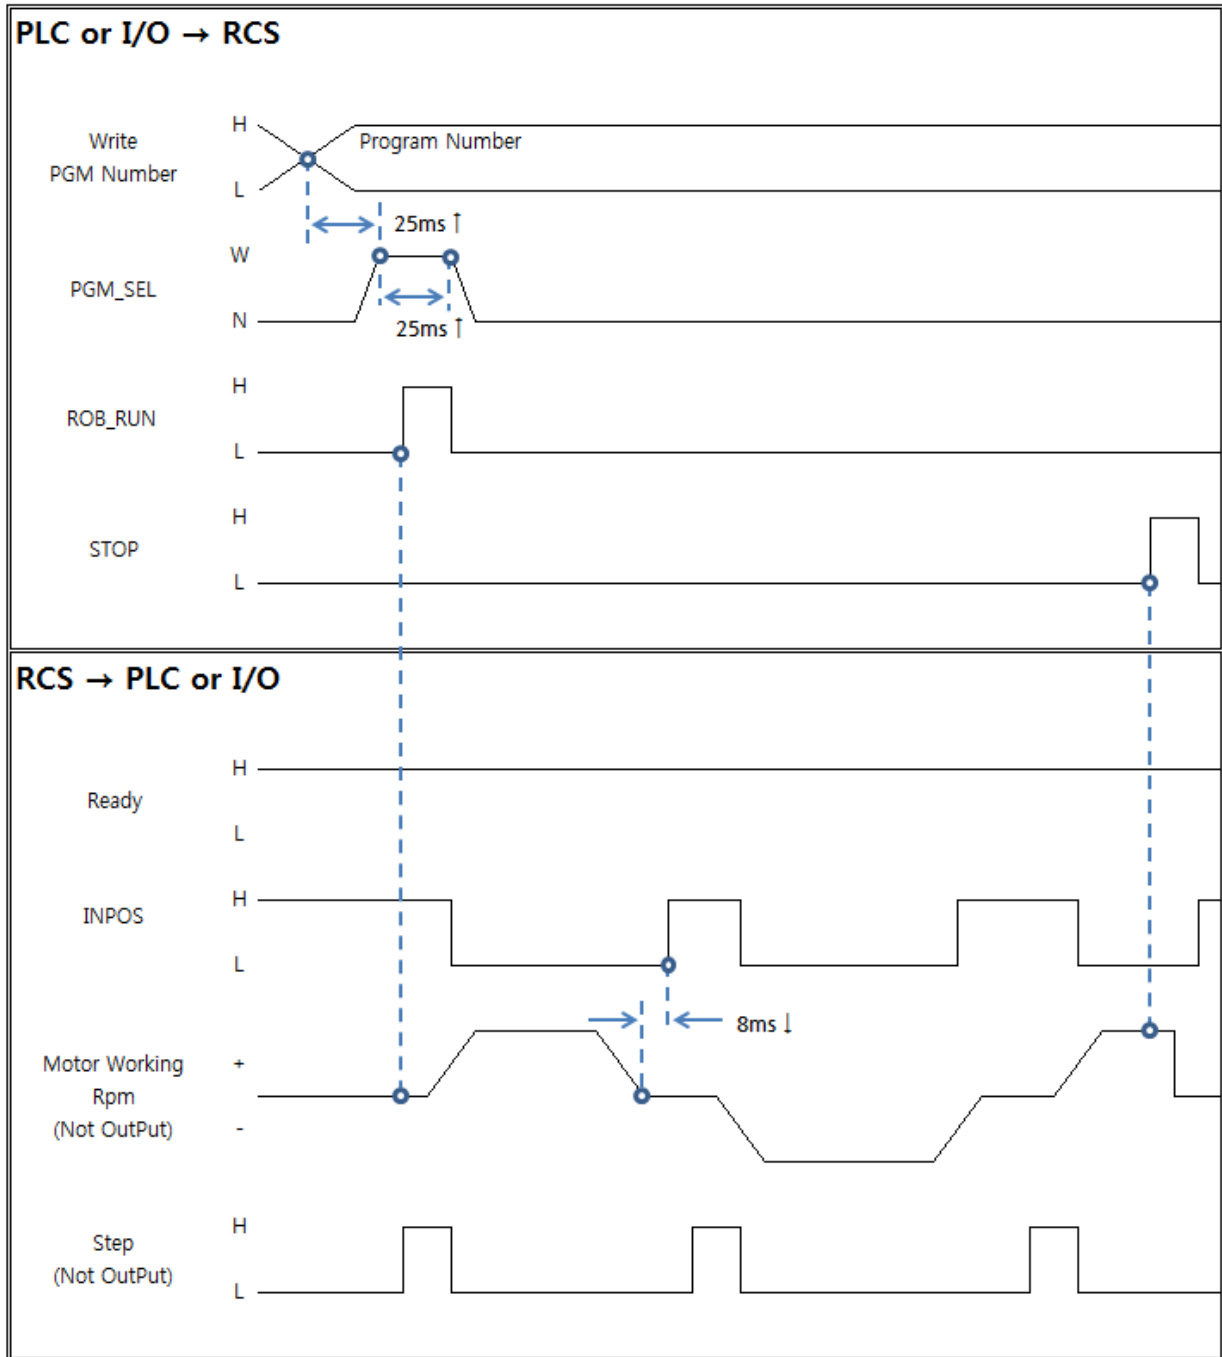 PLC or I/O → RCS
H
Write
PGM Number
Program Number
L
25ms↑
W
PGM_SEL
N
25ms↑
H
ROB_RUN
L
H
STOP
L
RCS → PLC or I/O
H
Ready
L
H
INPOS
L
8ms↓
Motor Working
+
Rpm
(Not OutPut)
-
H
Step
(Not OutPut)
L